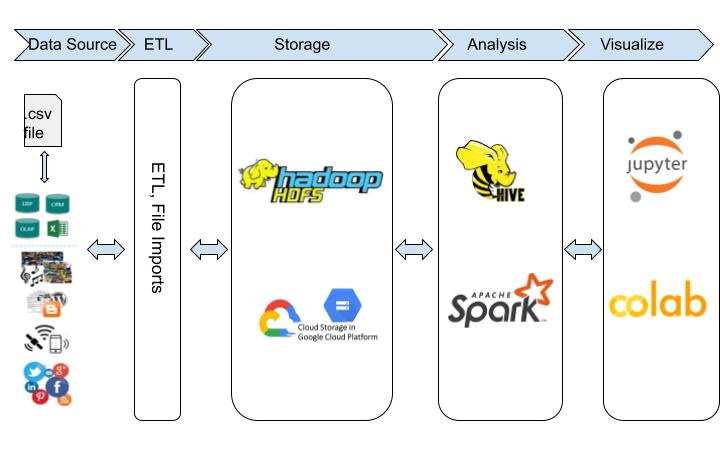 Data Source
ETL
Storage
Analysis
Visualize
.csv
file
ERP
CRM
OLAP
ETL, File Imports
hadoop
HDFS
Cloud Storage in
Google Cloud Platform
HIVE
APACHE
Spark
TM
jupyter
colab